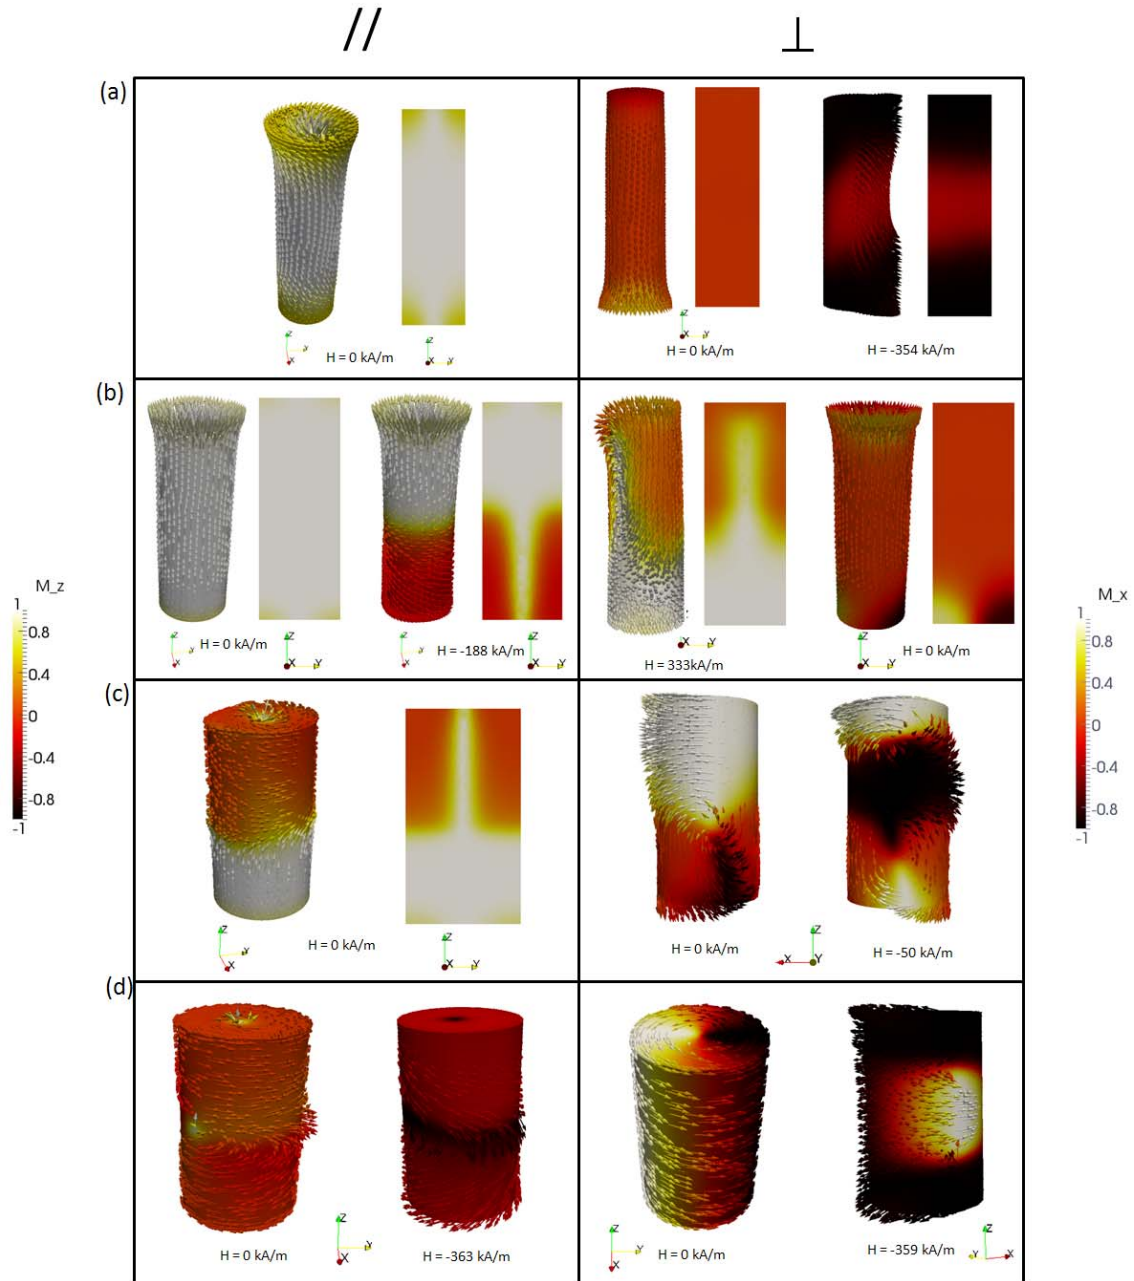 // ⊥
(a)
z
Y
X
H = 0 kA/m
Z
X Y
Z
X Y
H = 0 kA/m
H = -354 kA/m
(b)
Z
Y
X
H = 0 kA/m
Z
X Y
Z
Y
X
H = -188 kA/m
Z
X Y
Z
X Y
H = 333kA/m
Z
X Y
H = 0 kA/m
M_z
1
0.8
0.4
0
-0.4
-0.8
-1
M_x
1
0.8
0.4
0
-0.4
-0.8
-1
(c)
Z
Y
X
H = 0 kA/m
Z
X Y
H = 0 kA/m
Z
X Y
H = -50 kA/m
(d)
H = 0 kA/m
Z
Y
X
H = -363 kA/m
Z
Y
X
H = 0 kA/m
H = -359 kA/m
Z
Y X